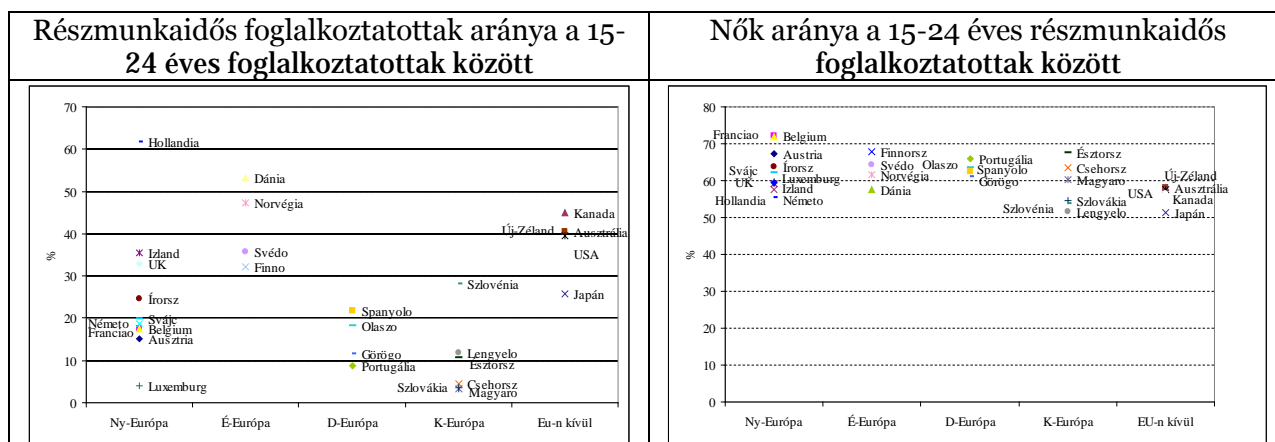 Részmunkaidős foglalkoztatottak aránya a 15-
24 éves foglalkoztatottak között
Nők aránya a 15-24 éves részmunkaidős
foglalkoztatottak között
70
60
50
40
30
20
10
0
%
Hollandia
Dánia
Norvégia
Kanada
Új-Zéland
Ausztrália
USA
Izland
UK
Svédo
Finno
Szlovénia
Japán
Írorsz
Svájc
Németo
Franciao
Belgium
Ausztria
Spanyolo
Olaszo
Görögo
Portugália
Lengyelo
Észtorsz
Csehorsz
Szlovákia
Magyaro
Luxemburg
Ny-Európa
É-Európa
D-Európa
K-Európa
Eu-n kívül
80
70
60
50
40
30
20
10
0
%
Franciao
Belgium
Austria
Írorsz
Svájc
Luxemburg
UK
Izland
Hollandia
Németo
Finnorsz
Svédo
Norvégia
Dánia
Olaszo
Portugália
Spanyolo
Görögo
Észtorsz
Csehorsz
Magyaro
Szlovákia
Szlovénia
Lengyelo
Új-Zéland
USA
Ausztrália
Kanada
Japán
Ny-Európa
É-Európa
D-Európa
K-Európa
EU-n kívül